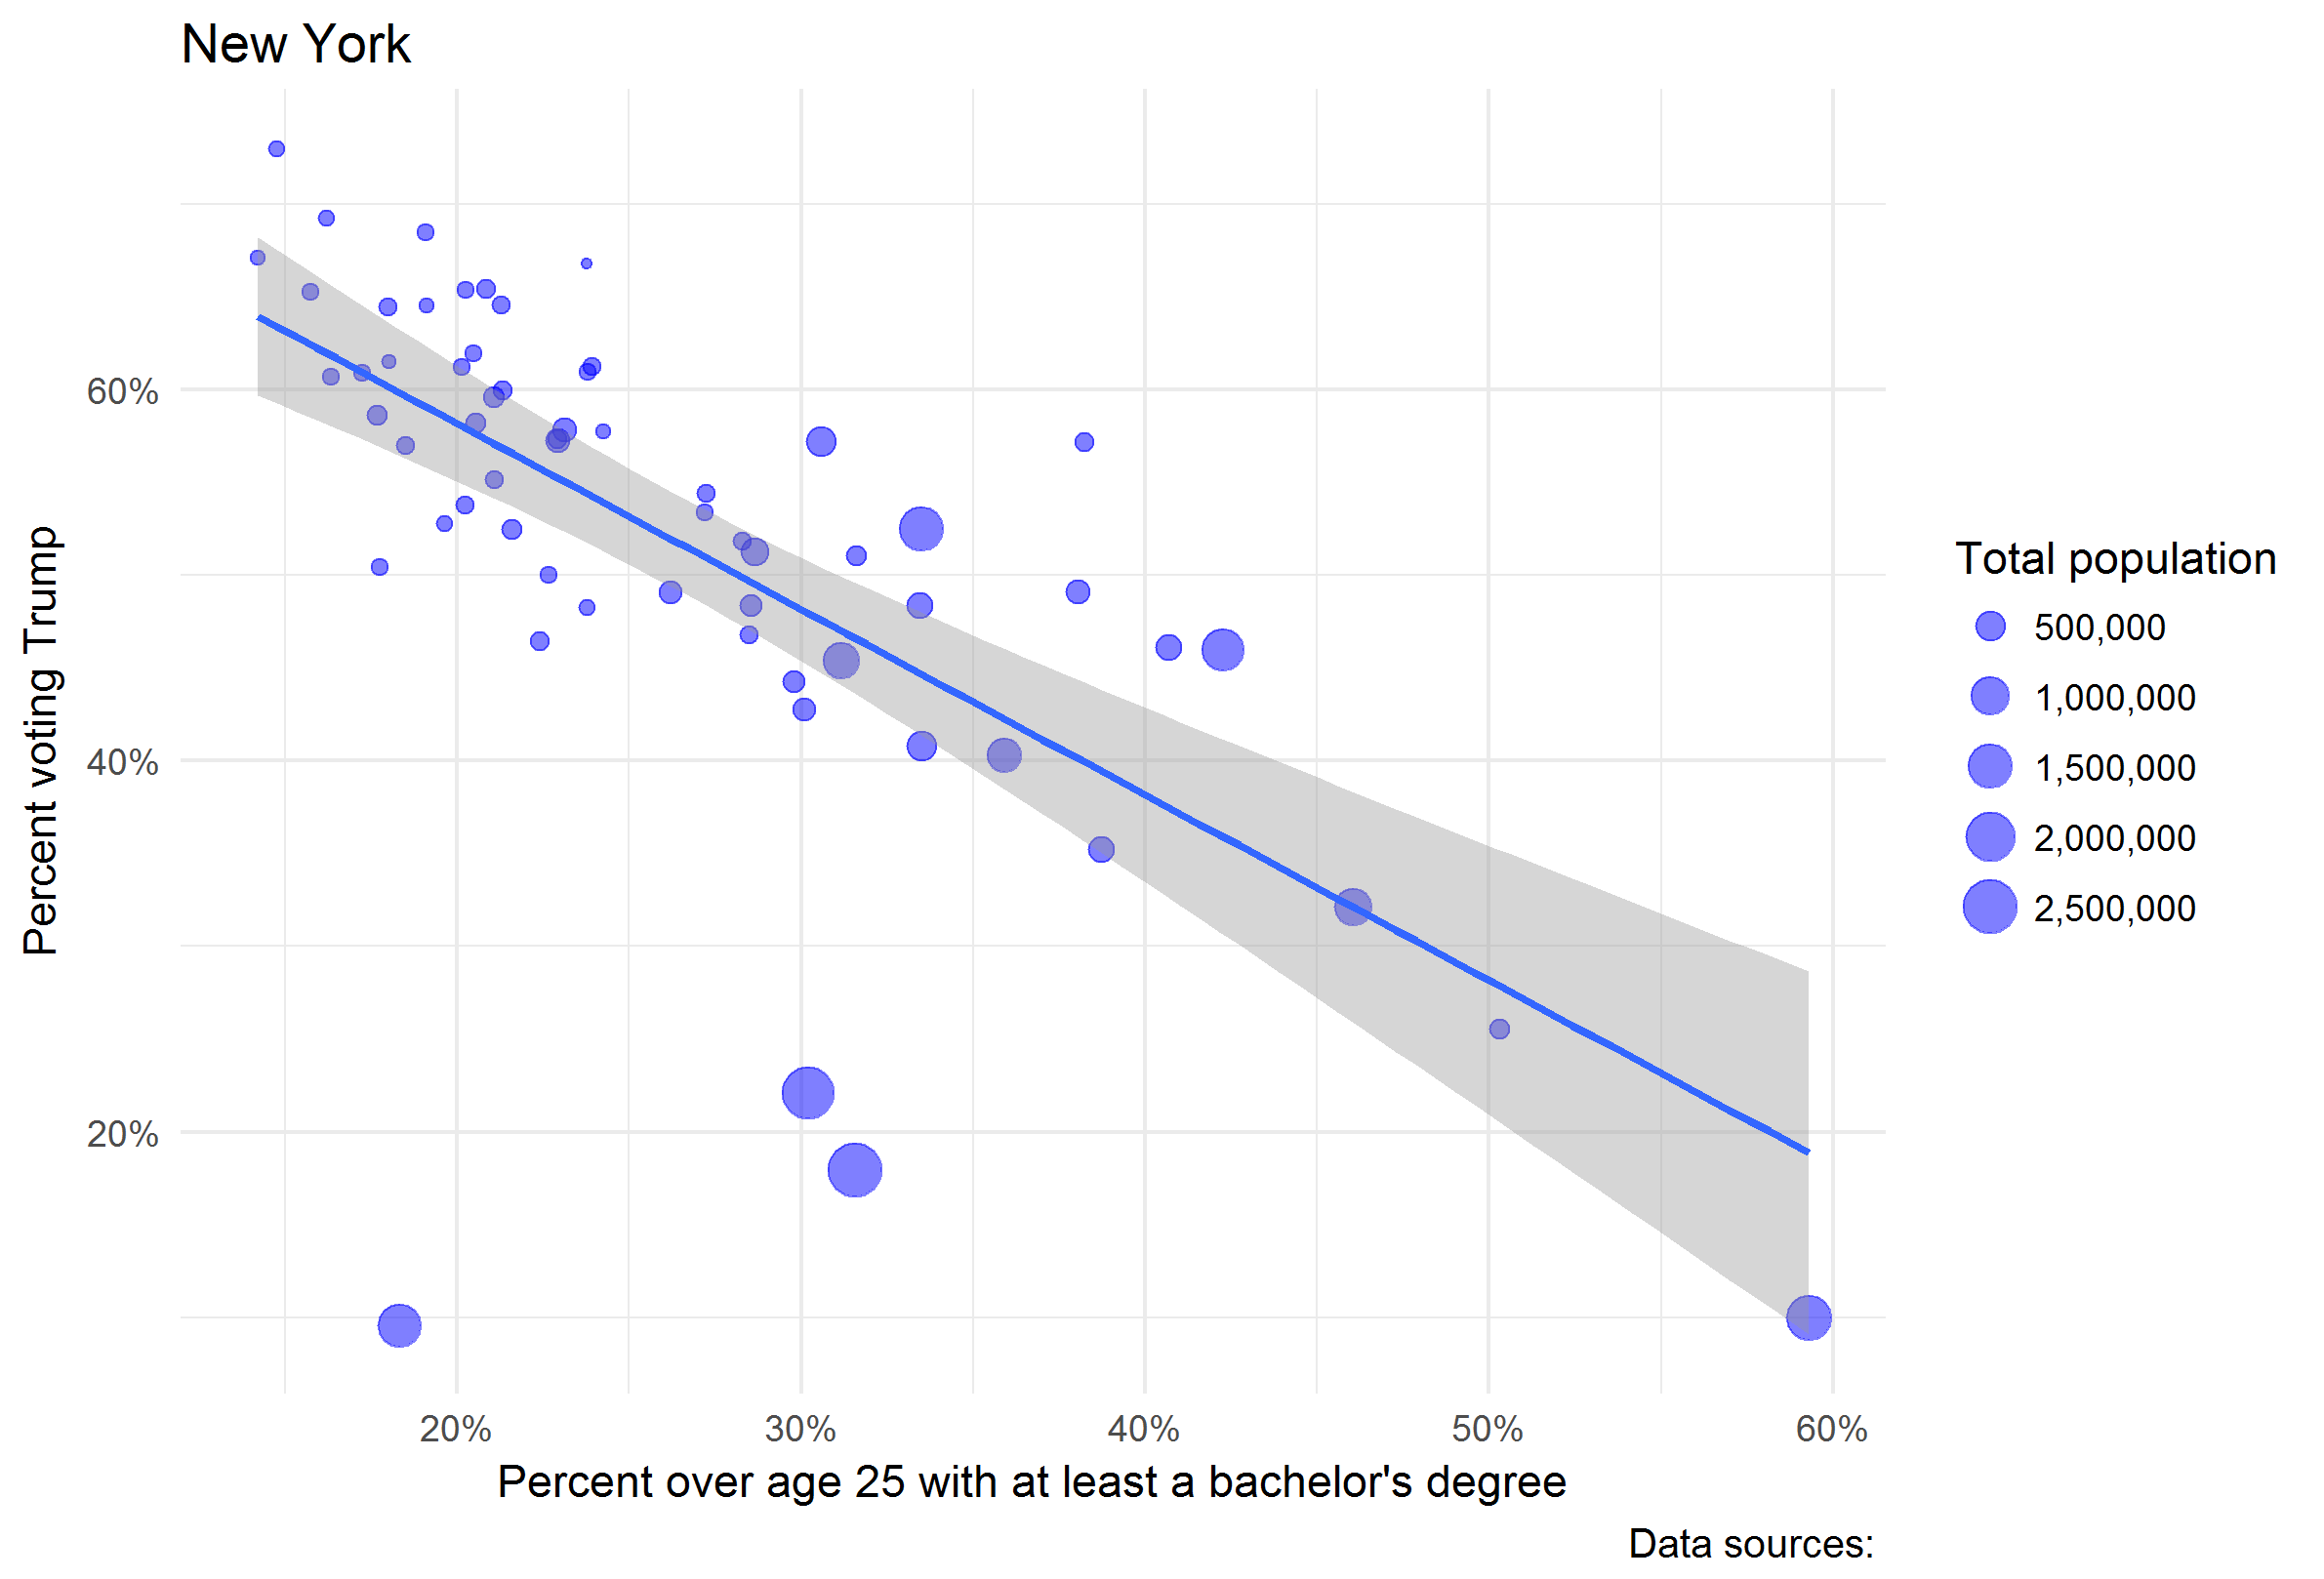 New York
Percent voting Trump
60%
40%
20%
20%
30%
40%
50%
60%
Percent over age 25 with at least a bachelor's degree
Total population
500,000
1,000,000
1,500,000
2,000,000
2,500,000
Data sources: